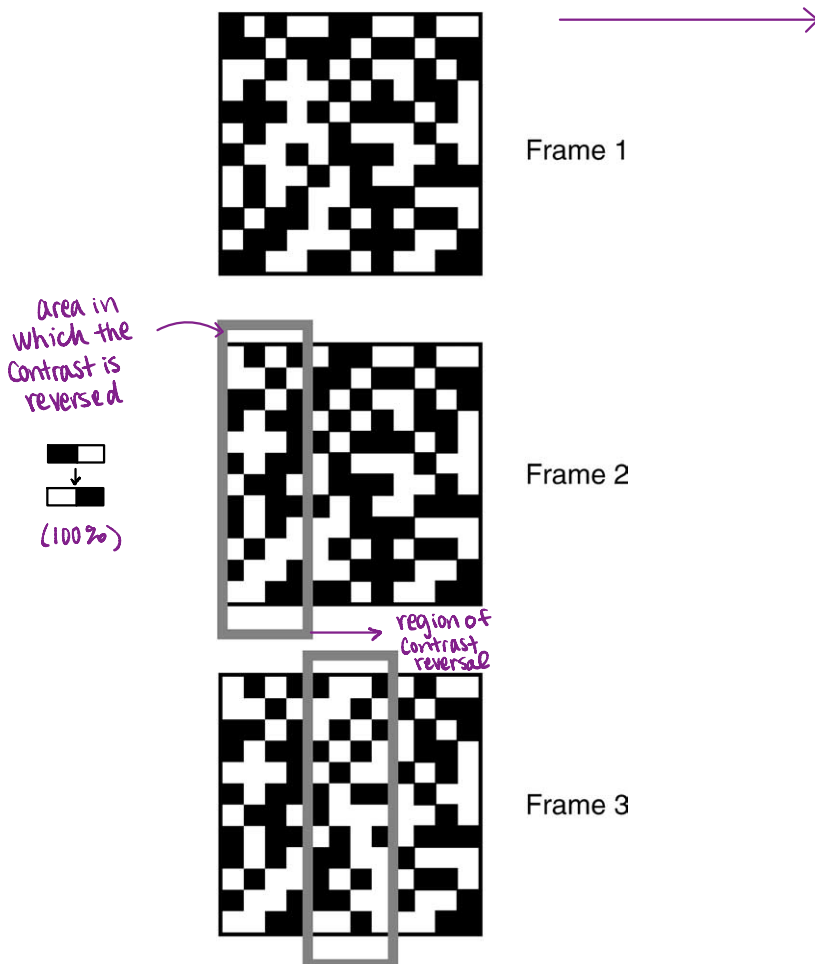 Frame 1
area in
which the
Contrast is
reversed
Frame 2
(100%)
region of
Contrast
reversal
Frame 3